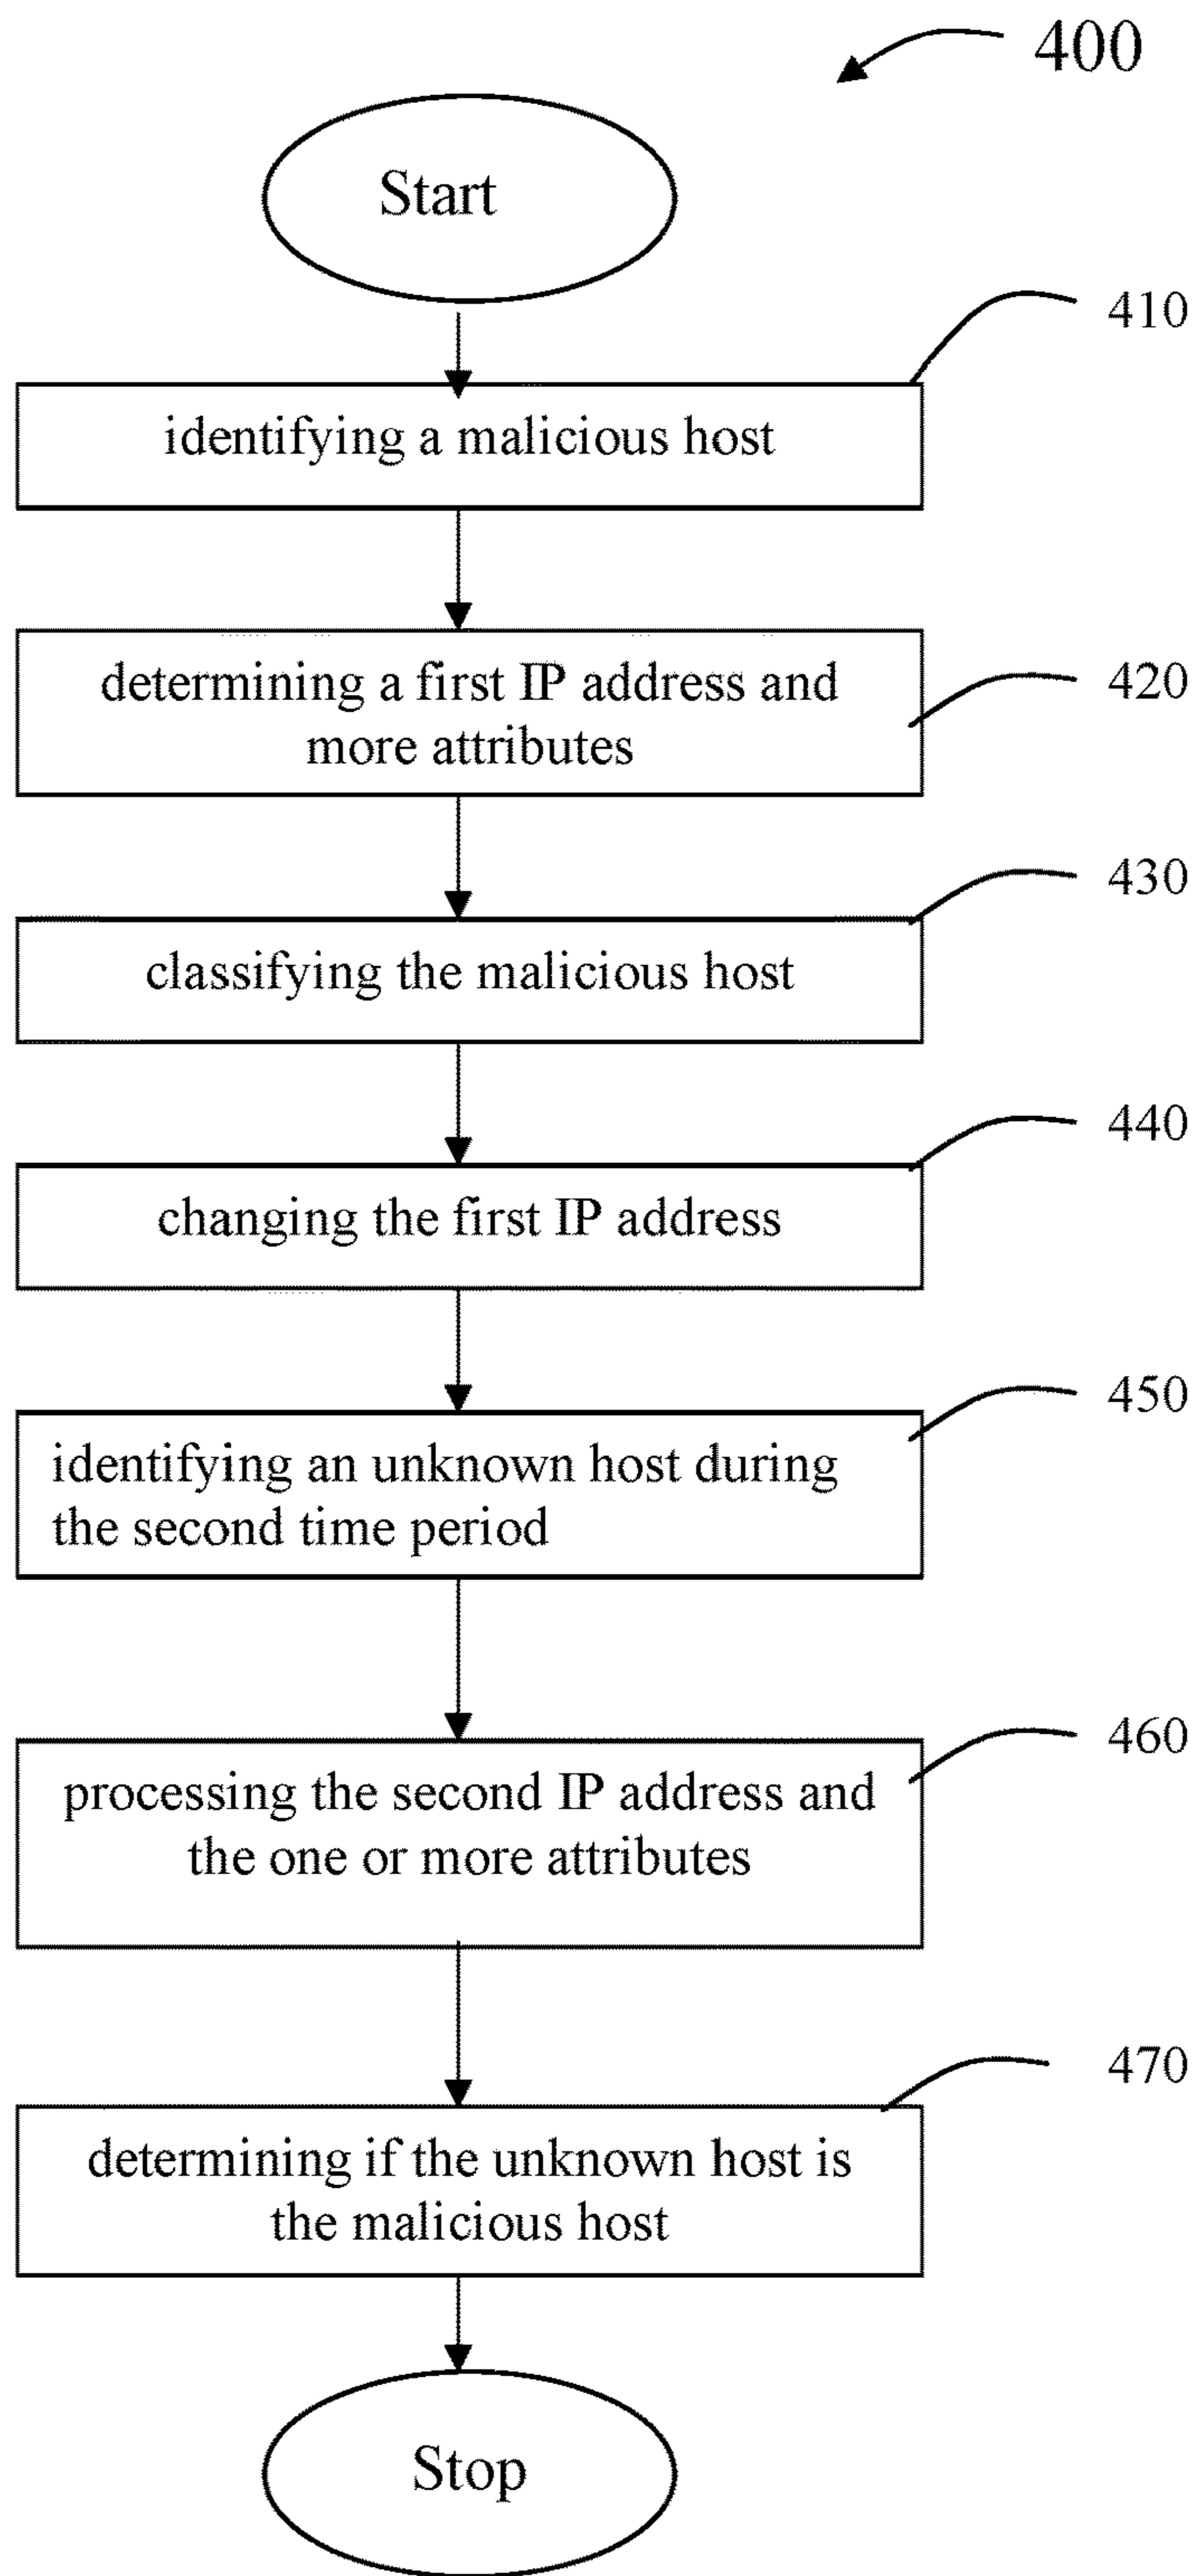 400
Start
410
identifying a malicious host
420
determining a first IP address and
more attributes
430
classifying the malicious host
440
changing the first IP address
450
identifying an unknown host during
the second time period
460
processing the second IP address and
the one or more attributes
470
determining if the unknown host is
the malicious host
Stop